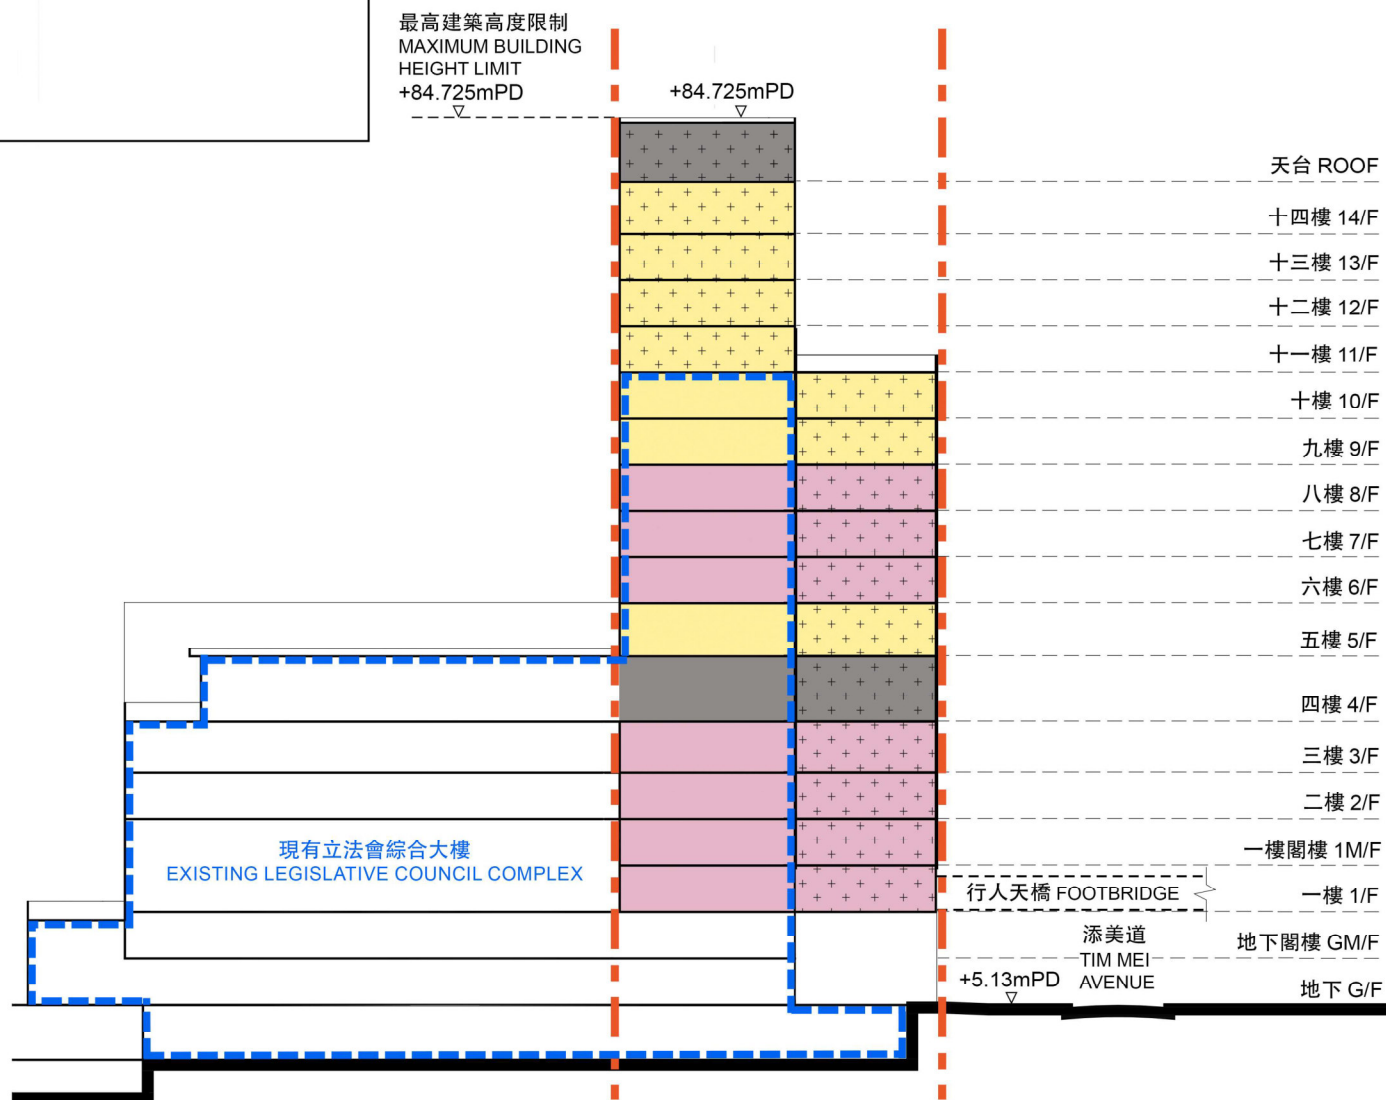 最高建築高度限制
MAXIMUM BUILDING
HEIGHT LIMIT
+84.725mPD
+84.725mPD
天台 ROOF
十四樓 14/F
十三樓 13/F
十二樓 12/F
十一樓 11/F
十樓 10/F
九樓 9/F
八樓 8/F
七樓 7/F
六樓 6/F
五樓 5/F
四樓 4/F
三樓 3/F
二樓 2/F
一樓閣樓 1M/F
一樓 1/F
地下閣樓 GM/F
地下 G/F
現有立法會綜合大樓
EXISTING LEGISLATIVE COUNCIL COMPLEX
行人天橋 FOOTBRIDGE
添美道
TIM MEI
AVENUE
+5.13mPD